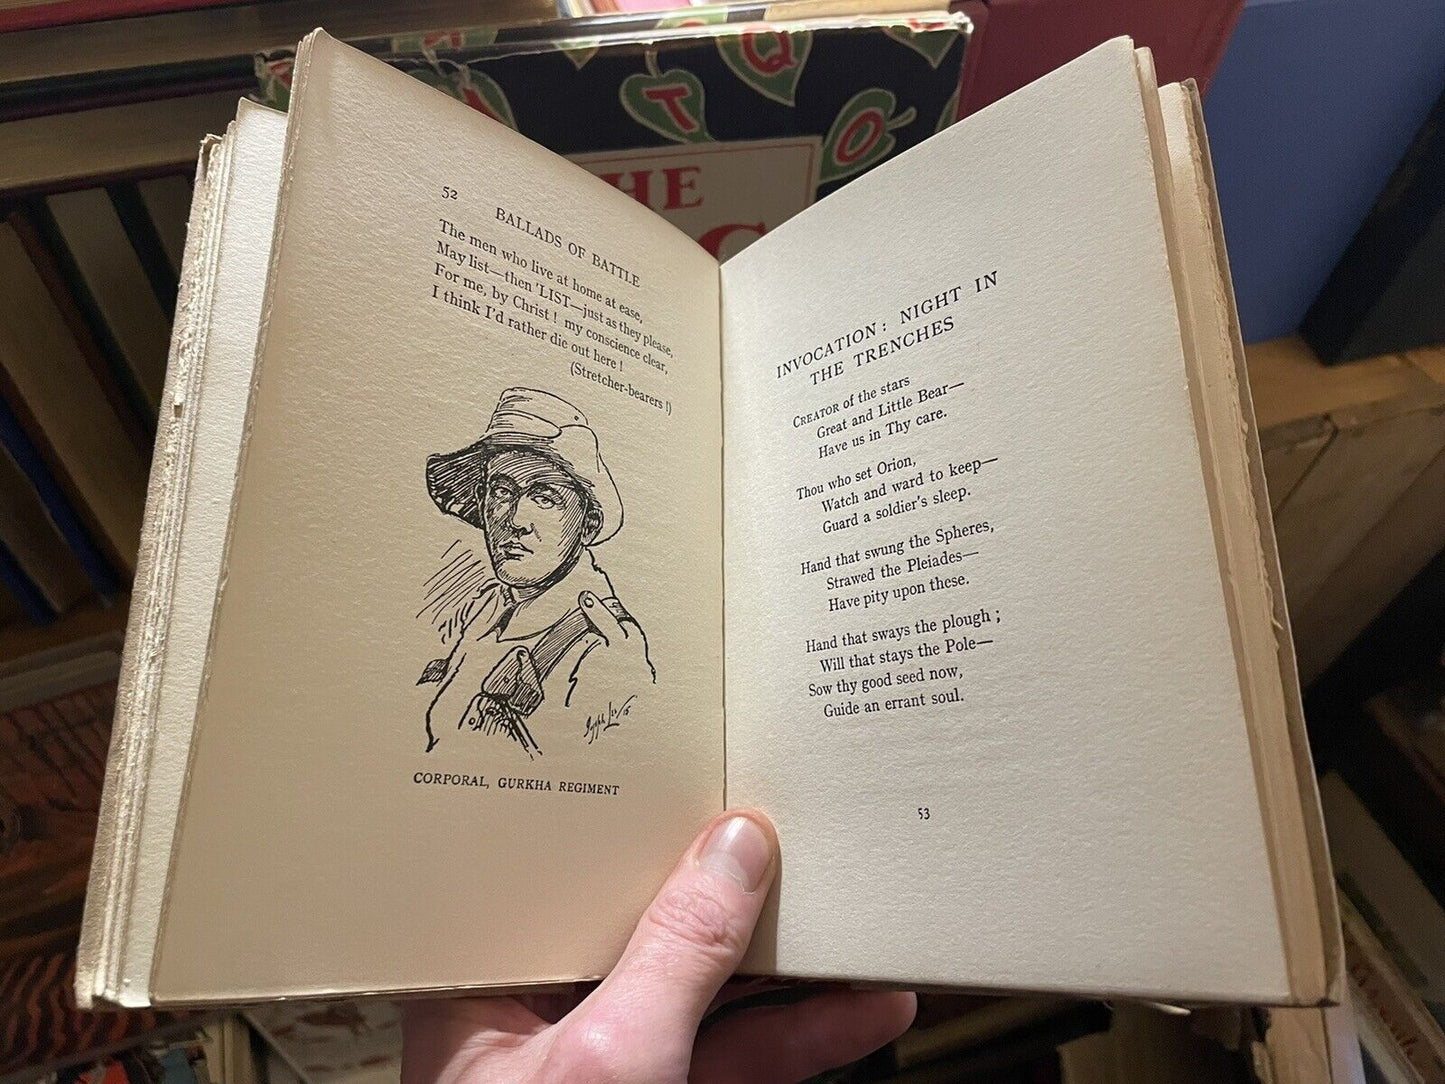 52 BALLADS OF BATTLE
The men who live at home at ease,
May list—then 'LIST—just as they please,
For me, by Christ! my conscience clear,
I think I'd rather die out here!
(Stretcher-bearers!)
CORPORAL, GURKHA REGIMENT
INVOCATION: NIGHT IN
THE TRENCHES
CREATOR of the stars
Great and Little Bear—
Have us in Thy care.
Thou who set Orion,
Watch and ward to keep—
Guard a soldier's sleep.
Hand that swung the Spheres,
Strawed the Pleiades—
Have pity upon these.
Hand that sways the plough;
Will that stays the Pole—
Sow thy good seed now,
Guide an errant soul.
53
T
Q
O
THE